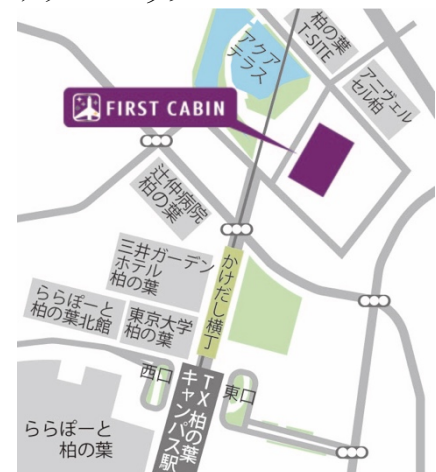 柏の葉
T-SITE
アクア
テラス
アニヴェル
セル柏
FIRST CABIN
辻仲病院
柏の葉
三井ガーデン
ホテル
柏の葉
かけだし横丁
ららぽーと
柏の葉北館
東京大学
柏の葉
西口
東口
TX 柏の葉
キャンパス駅
ららぽーと
柏の葉